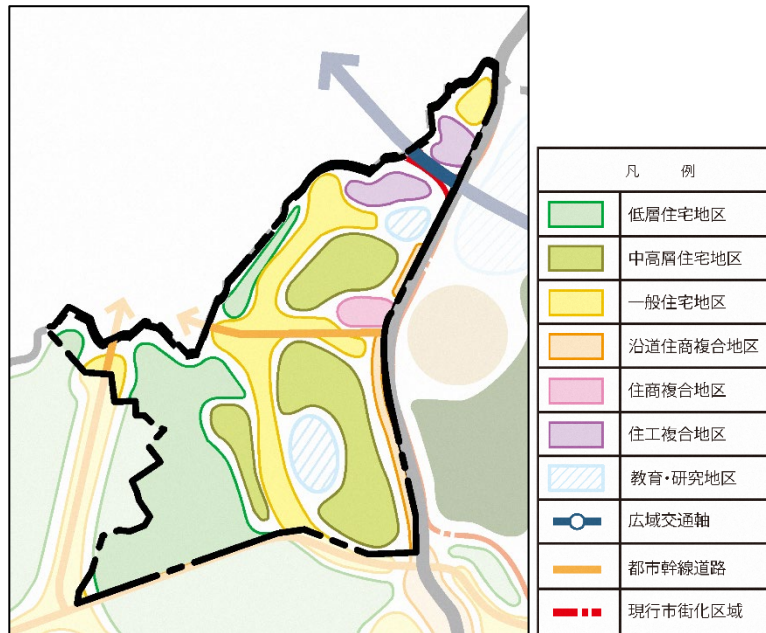 凡 例
低層住宅地区
中高層住宅地区
一般住宅地区
沿道住商複合地区
住商複合地区
住工複合地区
教育・研究地区
広域交通軸
都市幹線道路
現行市街化区域